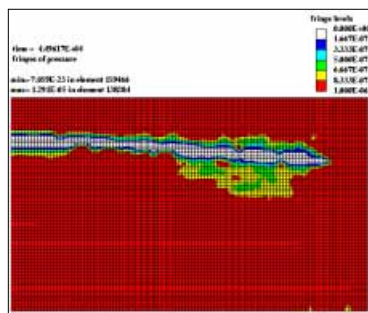 time = 4.49617E+04
fringes of pressure
min=-7.059E-23 in element 159466
max= 1.291E-05 in element 138204
fringe levels
0.000E+00
1.667E-07
3.333E-07
5.000E-07
6.667E-07
8.333E-07
1.000E-06